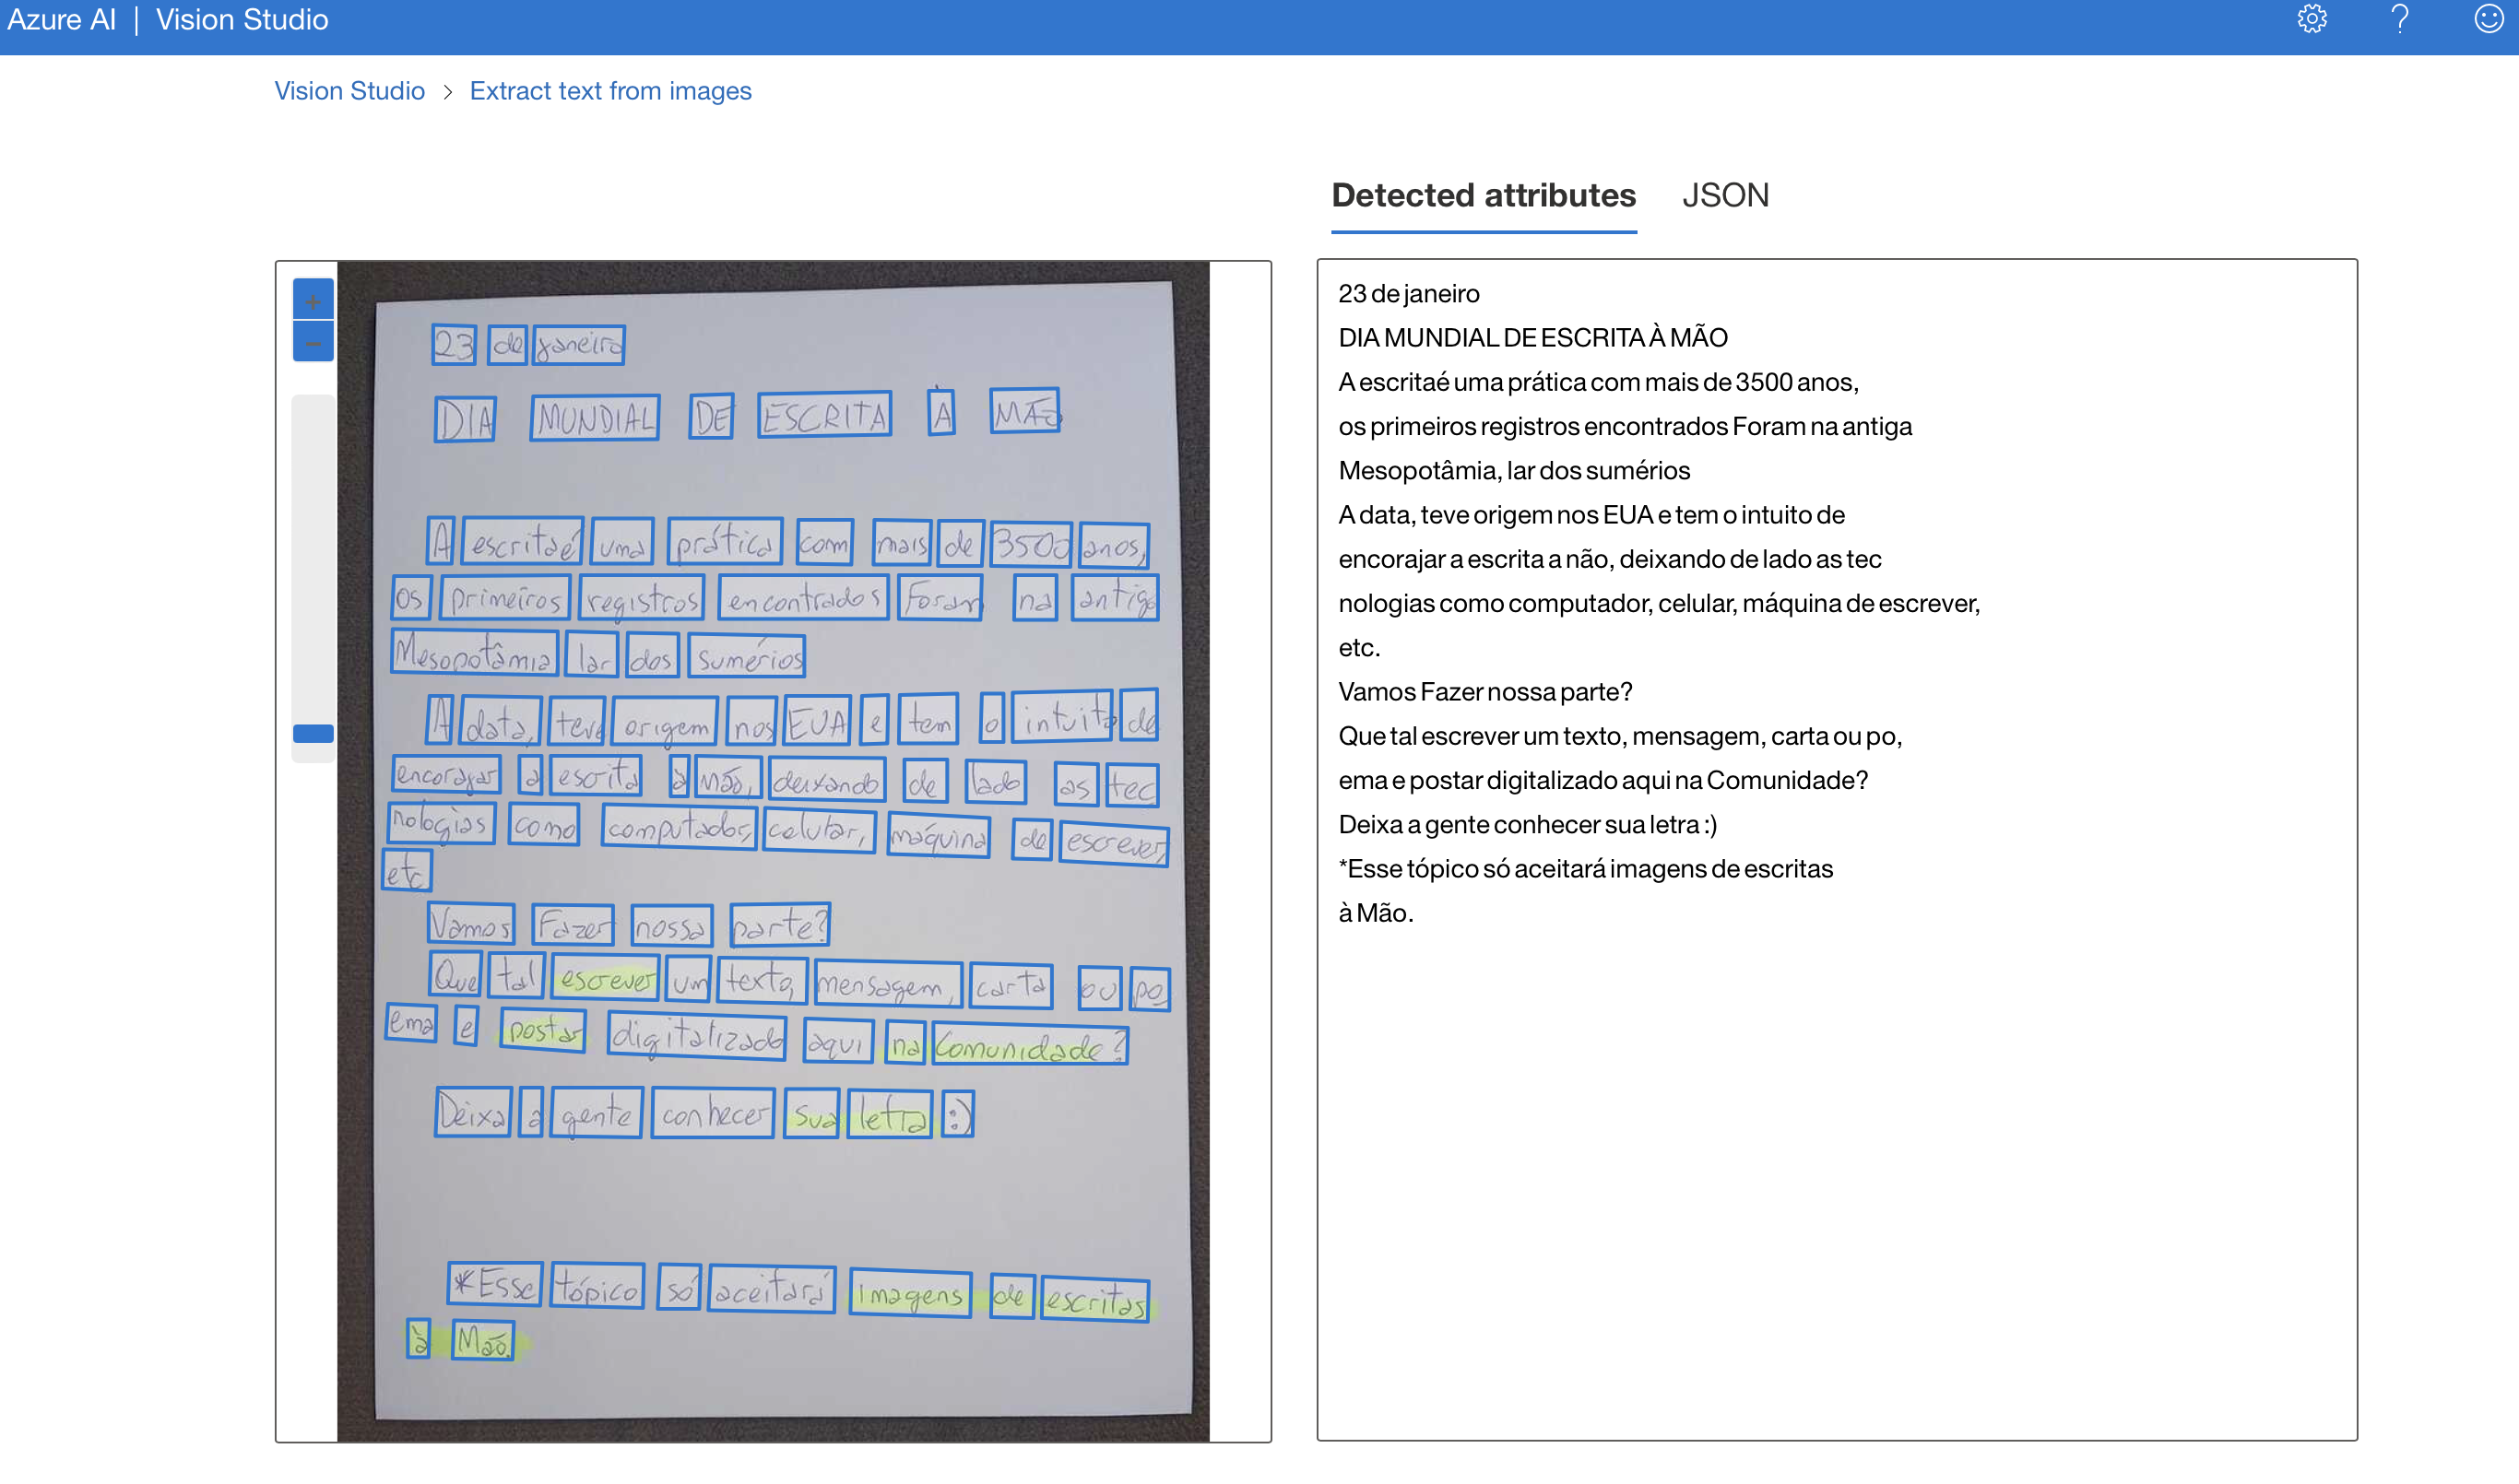 Azure AI | Vision Studio
Vision Studio > Extract text from images
Detected attributes JSON
+
-
23 de janeiro
DIA MUNDIAL DE ESCRITA À MÃO
A escrita é uma prática com mais de 3500 anos,
os primeiros registros encontrados Foram na antiga
Mesopotâmia lar dos sumérios
A data, teve origem nos EUA e tem o intuito de
encorajar a escrita à mão, deixando de lado as tec
nologias como computador, celular, máquina de escrever,
etc
Vamos Fazer nossa parte?
Que tal escrever um texto, mensagem, carta ou po
ema e postar digitalizado aqui na Comunidade?
Deixa a gente conhecer sua letra :)
*Esse tópico só aceitará imagens de escritas
à Mão.
23 de janeiro
DIA MUNDIAL DE ESCRITA À MÃO
A escritaé uma prática com mais de 3500 anos,
os primeiros registros encontrados Foram na antiga
Mesopotâmia, lar dos sumérios
A data, teve origem nos EUA e tem o intuito de
encorajar a escrita a não, deixando de lado as tec
nologias como computador, celular, máquina de escrever,
etc.
Vamos Fazer nossa parte?
Que tal escrever um texto, mensagem, carta ou po,
ema e postar digitalizado aqui na Comunidade?
Deixa a gente conhecer sua letra :)
*Esse tópico só aceitará imagens de escritas
à Mão.